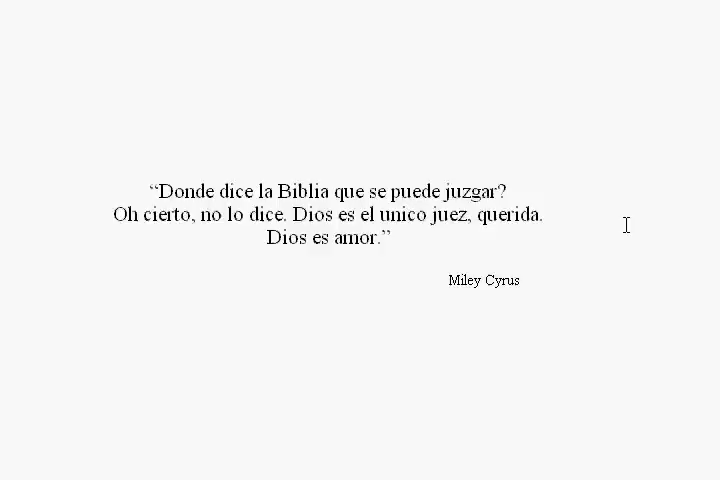 “Donde dice la Biblia que se puede juzgar?
Oh cierto, no lo dice. Dios es el unico juez, querida.
Dios es amor.”
Miley Cyrus